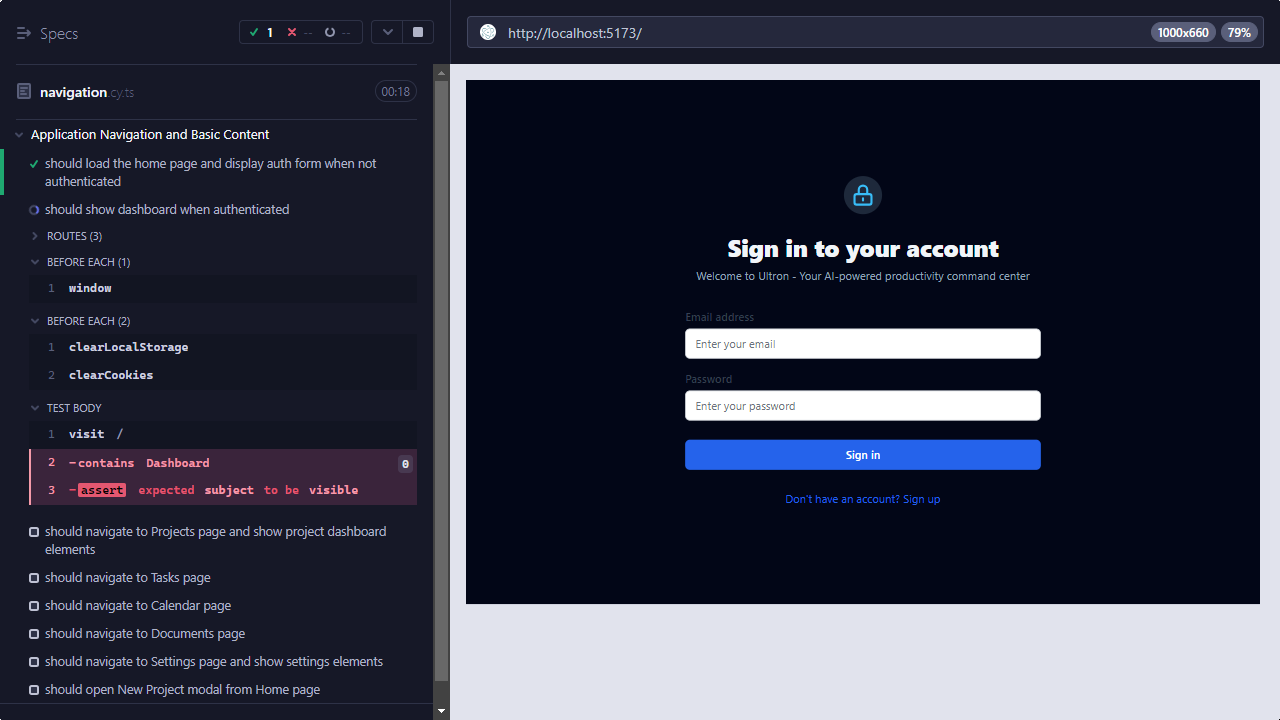 Specs
1
--
--
navigation.cy.ts
00:18
Application Navigation and Basic Content
should load the home page and display auth form when not
authenticated
should show dashboard when authenticated
ROUTES (3)
BEFORE EACH (1)
1 window
BEFORE EACH (2)
1 clearLocalStorage
2 clearCookies
TEST BODY
1 visit /
2 -contains Dashboard 0
3 -assert expected subject to be visible
should navigate to Projects page and show project dashboard
elements
should navigate to Tasks page
should navigate to Calendar page
should navigate to Documents page
should navigate to Settings page and show settings elements
should open New Project modal from Home page
http://localhost:5173/
1000x660
79%
Sign in to your account
Welcome to Ultron - Your AI-powered productivity command center
Email address
Enter your email
Password
Enter your password
Sign in
Don't have an account? Sign up